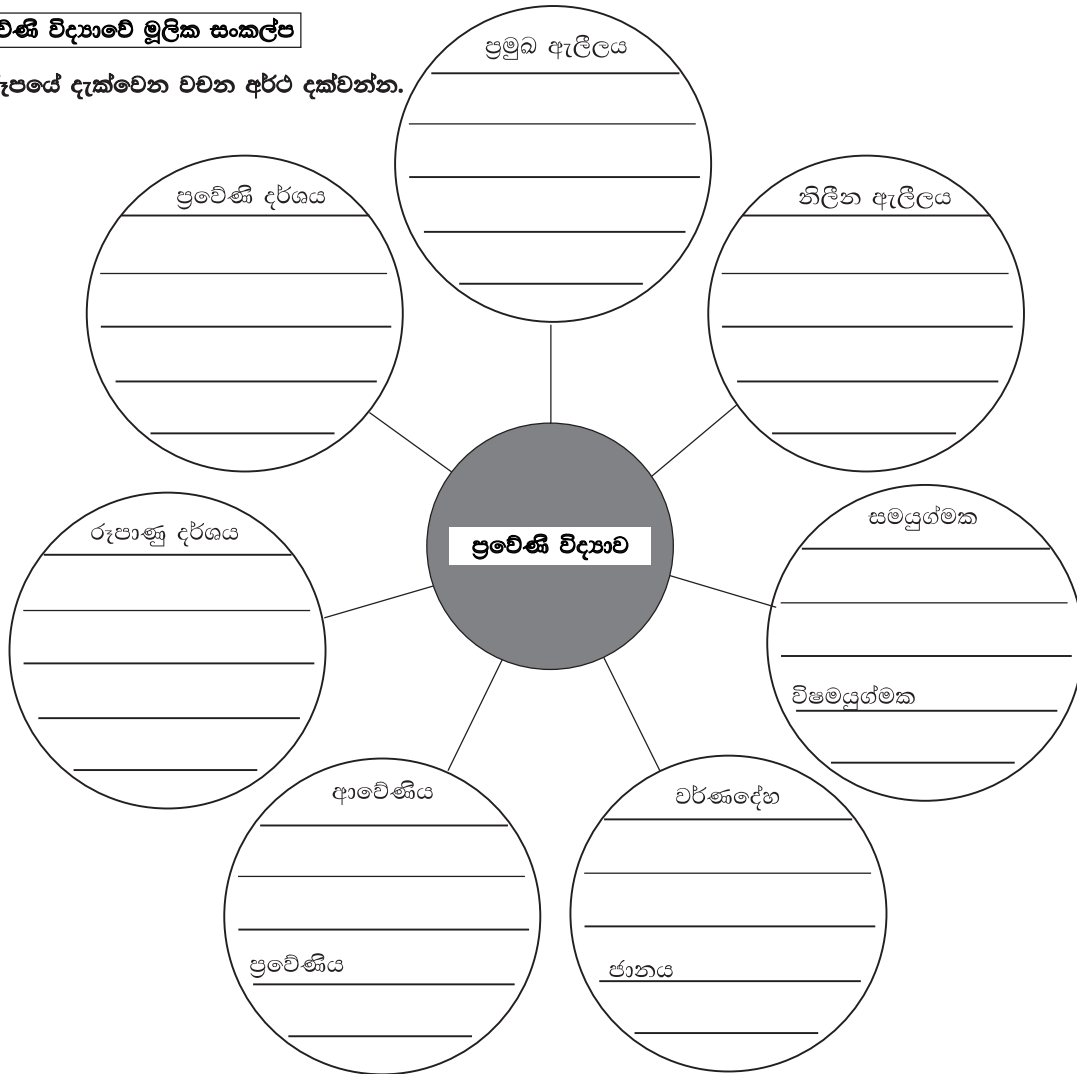 විද්‍යාවේ මූලික සංකල්ප
දැක්වෙන වචන අර්ථ දක්වන්න.
ප්‍රමුඛ ඇලීලය
ප්‍රවේණි දර්ශය
නිලීන ඇලීලය
රූපාණු දර්ශය
ප්‍රවේණි විද්‍යාව
සමයුග්මක
විෂමයුග්මක
ආවේණිය
ප්‍රවේණිය
වර්ණදේහ
ජානය